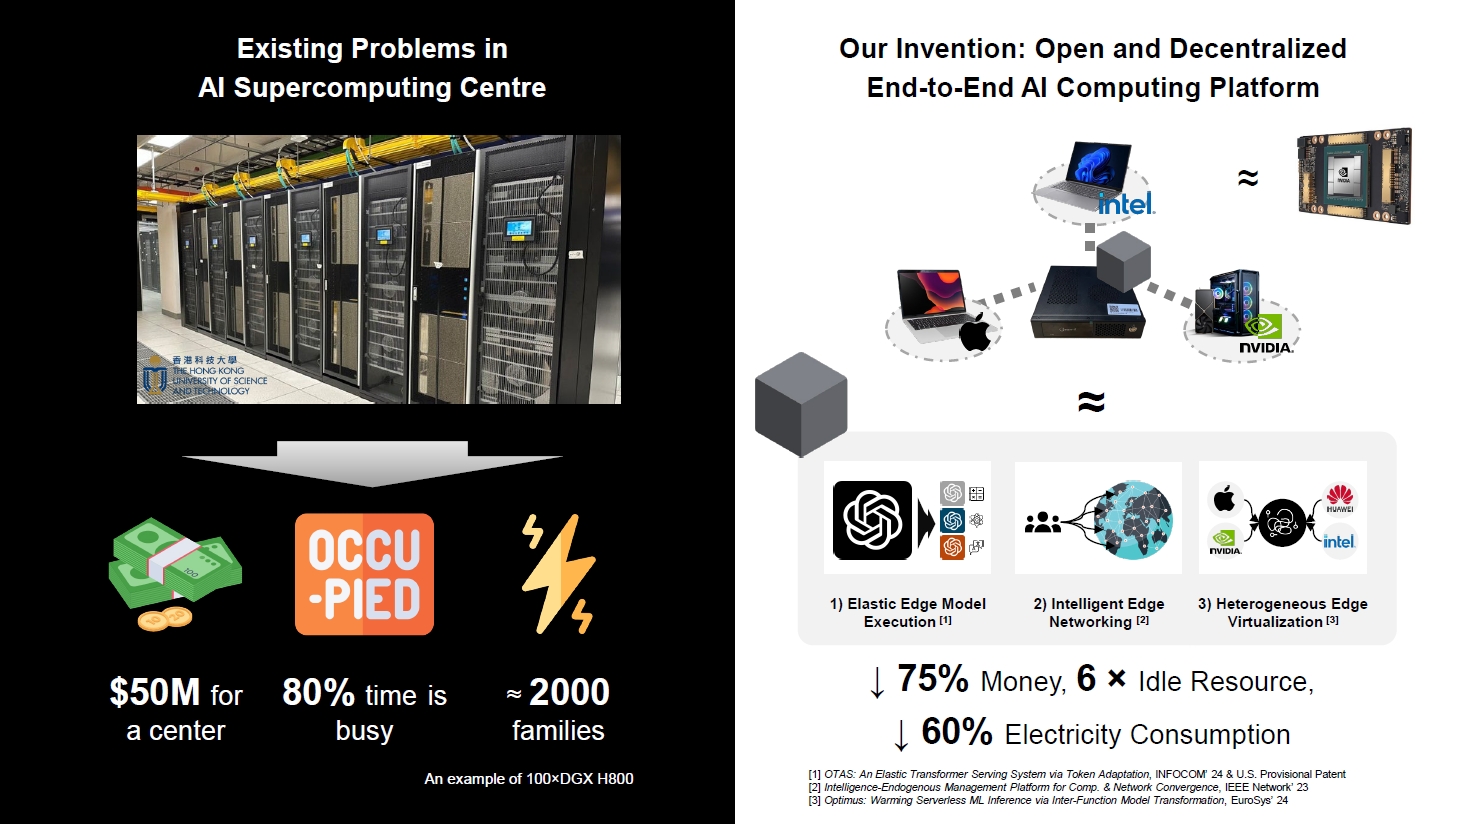 Existing Problems in
AI Supercomputing Centre
香港科技大學
THE HONG KONG
UNIVERSITY OF SCIENCE
AND TECHNOLOGY
100
OCCU
-PIED
$50M for
a center
80% time is
busy
≈ 2000
families
An example of 100×DGX H800
Our Invention: Open and Decentralized
End-to-End AI Computing Platform
intel.
≈
NVIDIA
NVIDIA.
≈
HUAWEI
NVIDIA.
intel.
1) Elastic Edge Model
Execution [1]
2) Intelligent Edge
Networking [2]
3) Heterogeneous Edge
Virtualization [3]
↓ 75% Money, 6 × Idle Resource,
↓ 60% Electricity Consumption
[1] OTAS: An Elastic Transformer Serving System via Token Adaptation, INFOCOM' 24 & U.S. Provisional Patent
[2] Intelligence-Endogenous Management Platform for Comp. & Network Convergence, IEEE Network' 23
[3] Optimus: Warming Serverless ML Inference via Inter-Function Model Transformation, EuroSys' 24